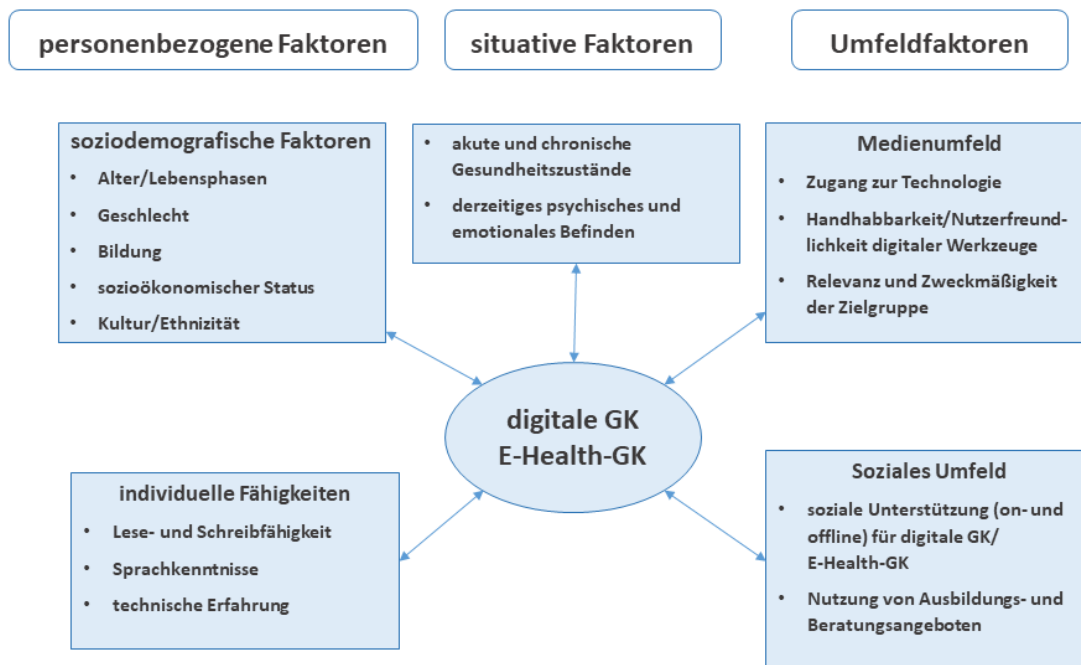 personenbezogene Faktoren
situative Faktoren
Umfeldfaktoren
soziodemografische Faktoren
• Alter/Lebensphasen
• Geschlecht
• Bildung
• sozioökonomischer Status
• Kultur/Ethnizität
• akute und chronische
Gesundheitszustände
• derzeitiges psychisches und
emotionales Befinden
Medienumfeld
• Zugang zur Technologie
• Handhabbarkeit/Nutzerfreund-
lichkeit digitaler Werkzeuge
• Relevanz und Zweckmäßigkeit
der Zielgruppe
digitale GK
E-Health-GK
individuelle Fähigkeiten
• Lese- und Schreibfähigkeit
• Sprachkenntnisse
• technische Erfahrung
Soziales Umfeld
• soziale Unterstützung (on- und
offline) für digitale GK/
E-Health-GK
• Nutzung von Ausbildungs- und
Beratungsangeboten